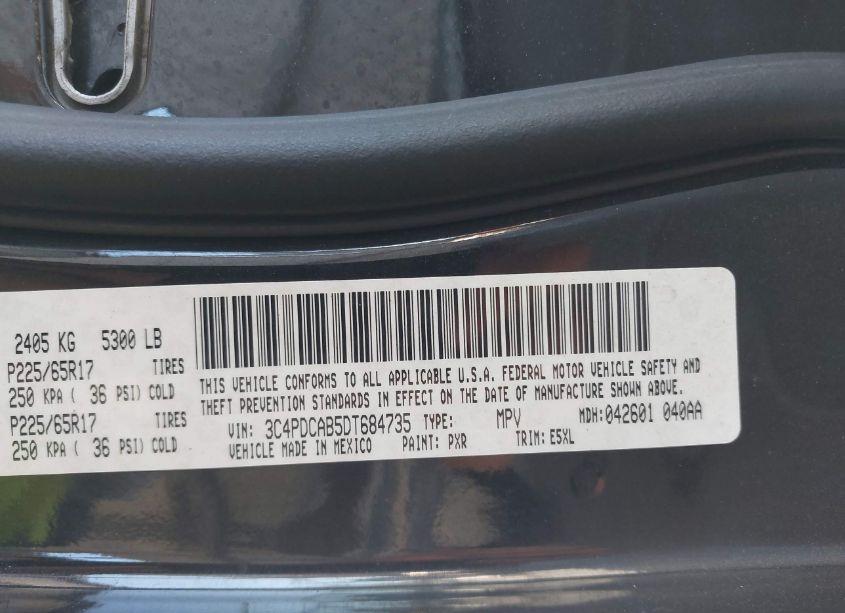 2405 KG 5300 LB
P225/65R17 TIRES
250 KPA ( 36 PSI) COLD
P225/65R17 TIRES
250 KPA ( 36 PSI) COLD
THIS VEHICLE CONFORMS TO ALL APPLICABLE U.S.A. FEDERAL MOTOR VEHICLE SAFETY AND
THEFT PREVENTION STANDARDS IN EFFECT ON THE DATE OF MANUFACTURE SHOWN ABOVE.
VIN: 3C4PDCAB5DT684735 TYPE: MPV MDH:042601 040AA
VEHICLE MADE IN MEXICO PAINT: PXR TRIM: E5XL